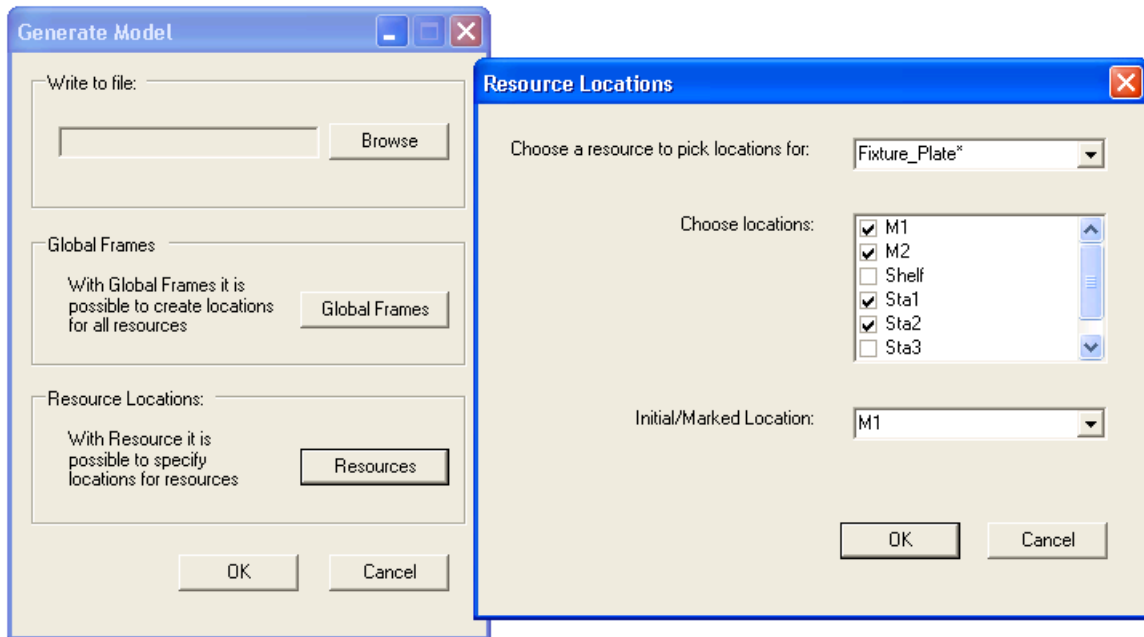 Generate Model
Write to file:
Browse
Global Frames
With Global Frames it is
possible to create locations
for all resources
Global Frames
Resource Locations:
With Resource it is
possible to specify
locations for resources
Resources
OK
Cancel
Resource Locations
Choose a resource to pick locations for:
Fixture_Plate*
Choose locations:
M1
M2
Shelf
Sta1
Sta2
Sta3
Initial/Marked Location:
M1
OK
Cancel